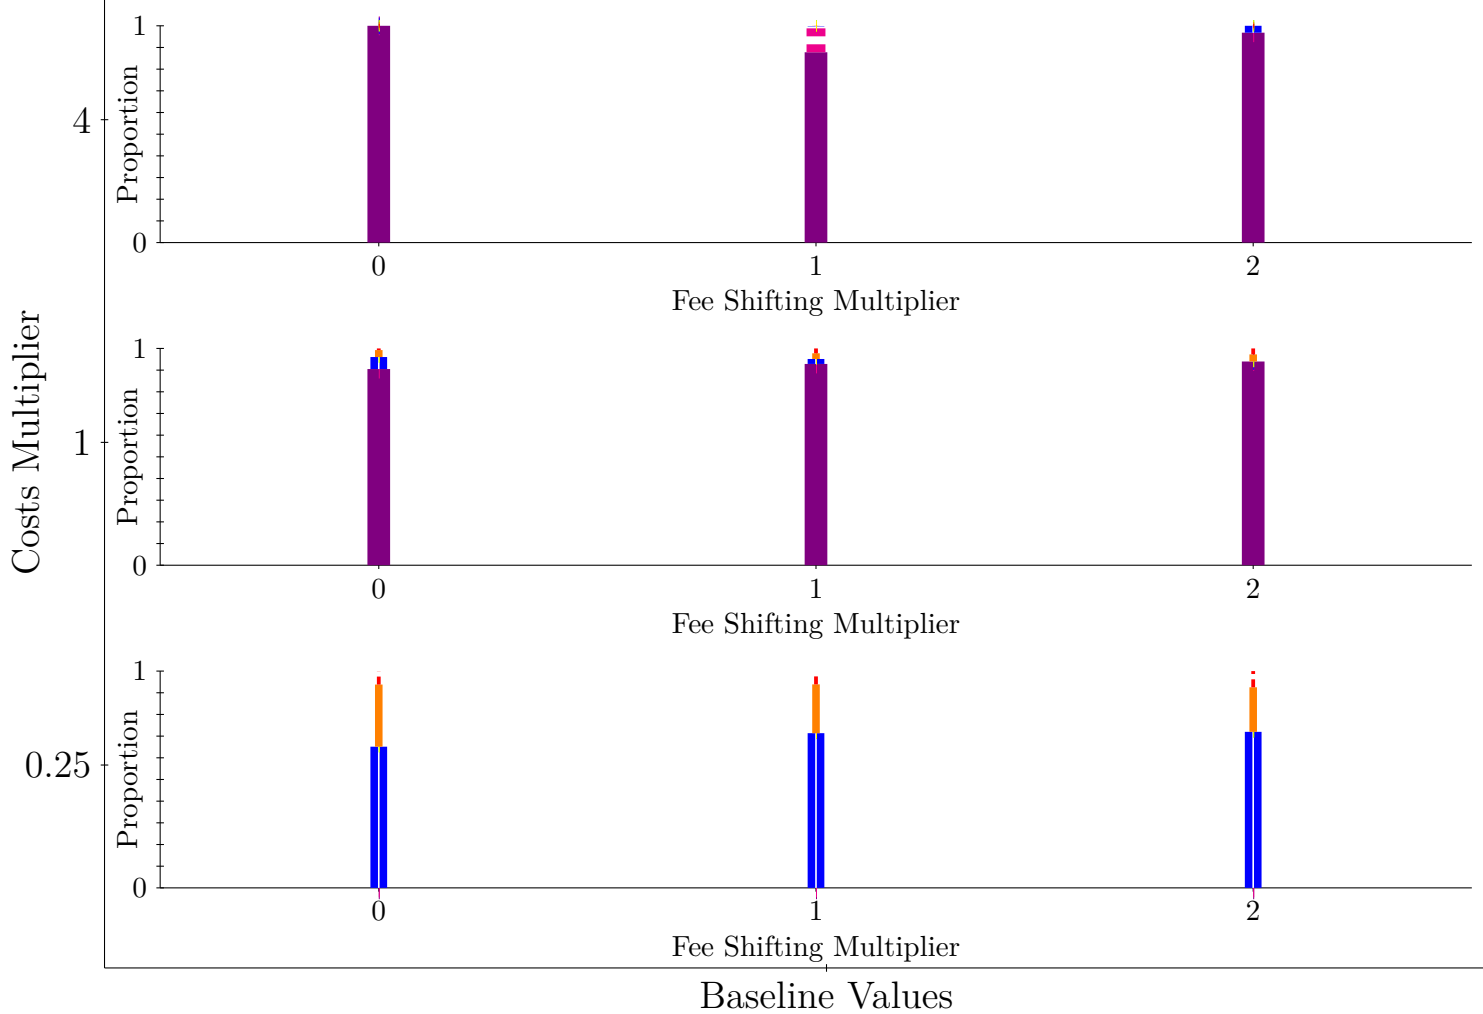 Costs Multiplier
4
Proportion
1
0
0 1 2
Fee Shifting Multiplier
1
Proportion
1
0
0 1 2
Fee Shifting Multiplier
0.25
Proportion
1
0
0 1 2
Fee Shifting Multiplier
Baseline Values